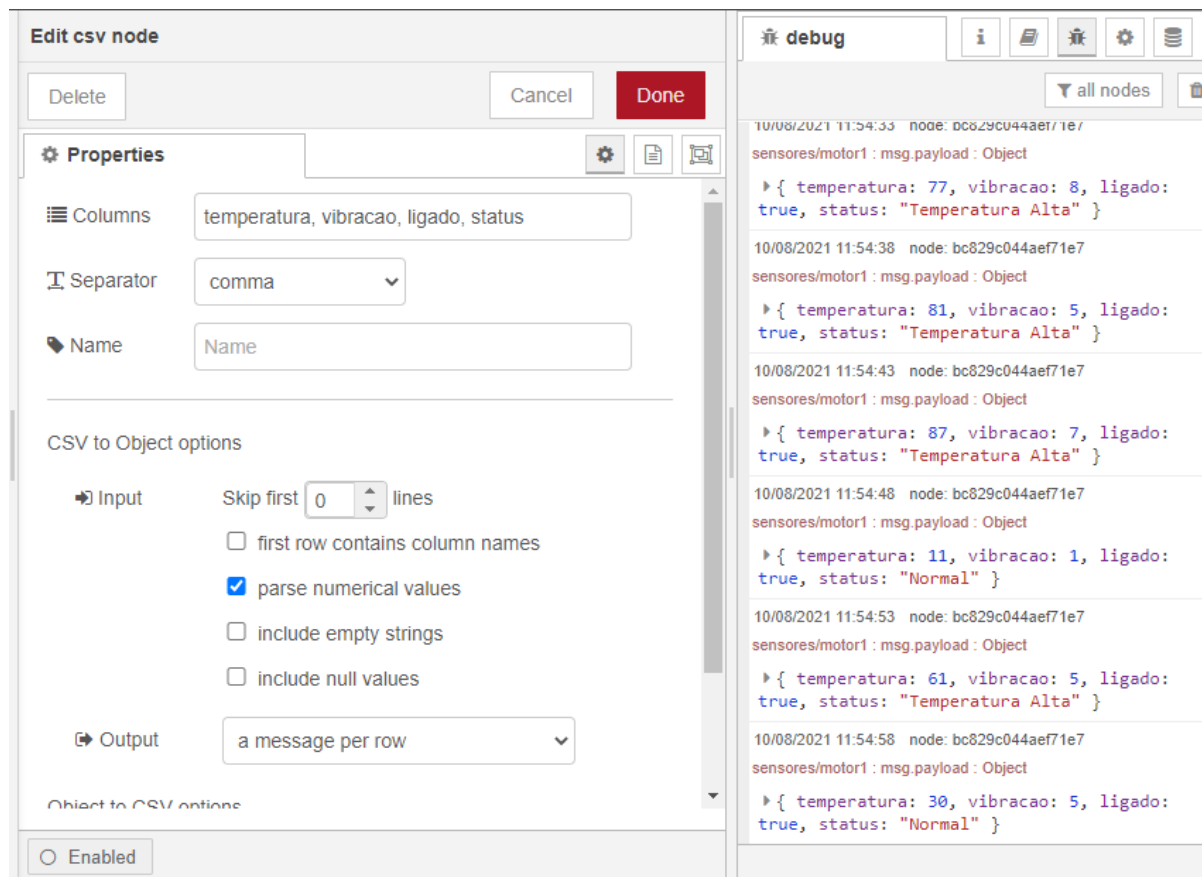 Edit csv node
Delete
Cancel
Done
Properties
Columns
temperatura, vibracao, ligado, status
Separator
comma
Name
Name
CSV to Object options
Input
Skip first 0 lines
first row contains column names
parse numerical values
include empty strings
include null values
Output
a message per row
Object to CSV options
Enabled
debug
all nodes
10/08/2021 11:54:33 node: bc829c044aef71e7
sensores/motor1 : msg.payload : Object
{ temperatura: 77, vibracao: 8, ligado:
true, status: "Temperatura Alta" }
10/08/2021 11:54:38 node: bc829c044aef71e7
sensores/motor1 : msg.payload : Object
{ temperatura: 81, vibracao: 5, ligado:
true, status: "Temperatura Alta" }
10/08/2021 11:54:43 node: bc829c044aef71e7
sensores/motor1 : msg.payload : Object
{ temperatura: 87, vibracao: 7, ligado:
true, status: "Temperatura Alta" }
10/08/2021 11:54:48 node: bc829c044aef71e7
sensores/motor1 : msg.payload : Object
{ temperatura: 11, vibracao: 1, ligado:
true, status: "Normal" }
10/08/2021 11:54:53 node: bc829c044aef71e7
sensores/motor1 : msg.payload : Object
{ temperatura: 61, vibracao: 5, ligado:
true, status: "Temperatura Alta" }
10/08/2021 11:54:58 node: bc829c044aef71e7
sensores/motor1 : msg.payload : Object
{ temperatura: 30, vibracao: 5, ligado:
true, status: "Normal" }